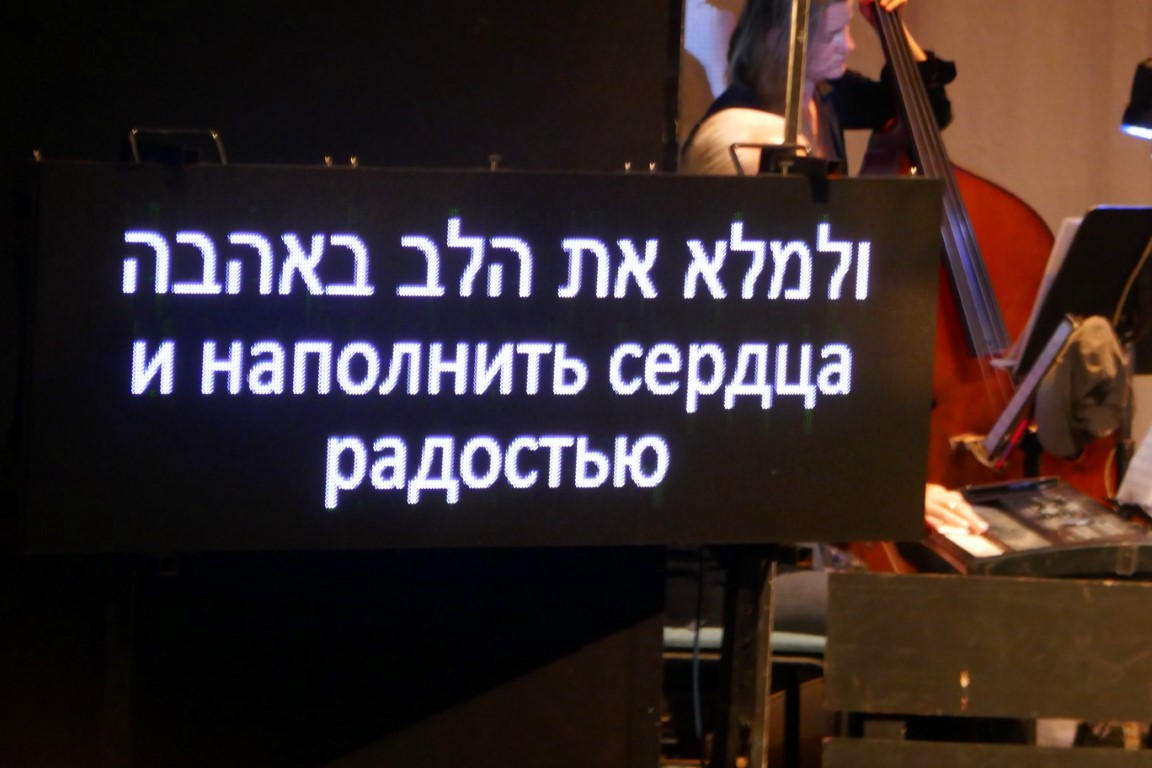 ולמלא את הלב באהבה
и наполнить сердца
радостью